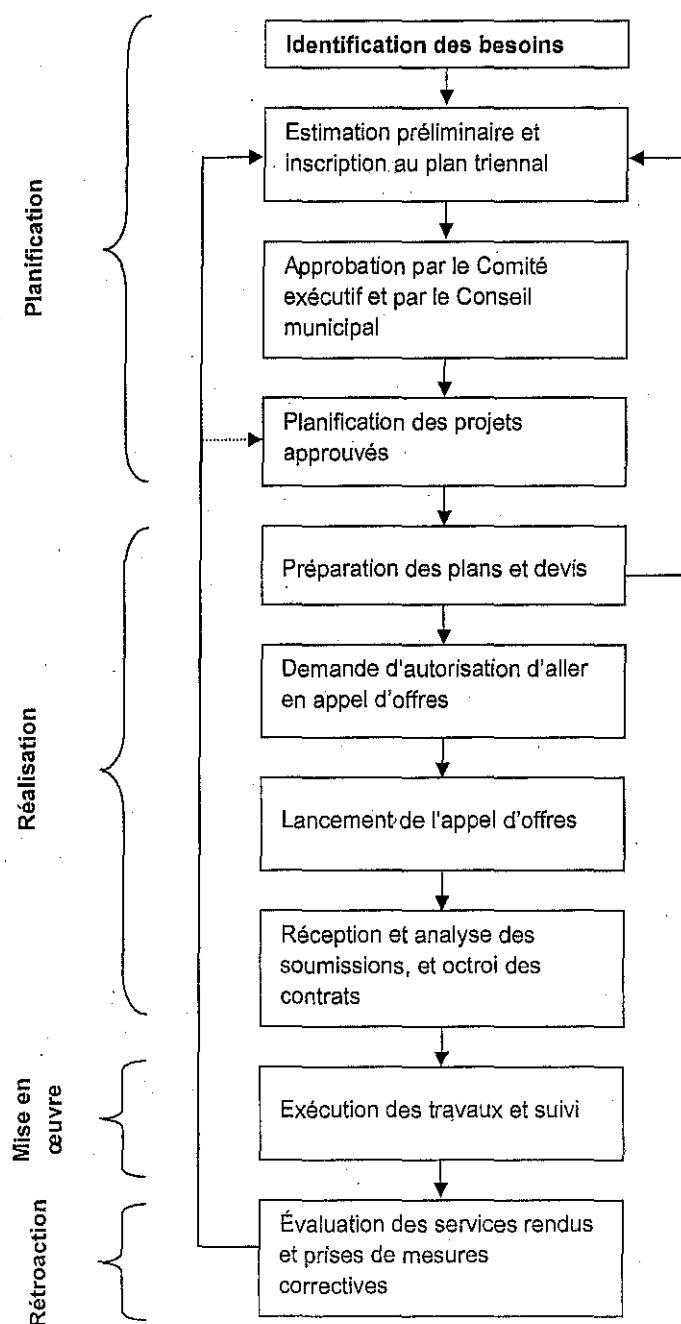 Planification
Identification des besoins
Estimation préliminaire et
inscription au plan triennal
Approbation par le Comité
exécutif et par le Conseil
municipal
Planification des projets
approuvés
Réalisation
Préparation des plans et devis
Demande d'autorisation d'aller
en appel d'offres
Lancement de l'appel d'offres
Réception et analyse des
soumissions, et octroi des
contrats
Mise en
œuvre
Exécution des travaux et suivi
Rétroaction
Évaluation des services rendus
et prises de mesures
correctives